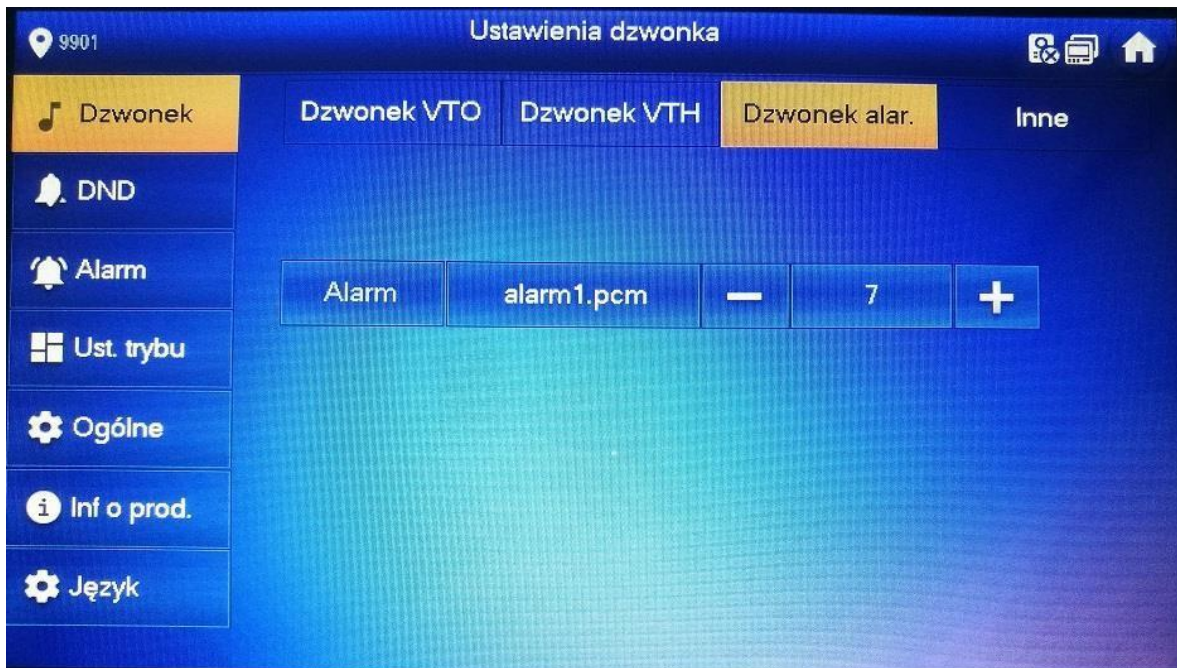 9901
Ustawienia dzwonka
Dzwonek
Dzwonek VTO
Dzwonek VTH
Dzwonek alar.
Inne
DND
Alarm
Alarm
alarm1.pcm
7
Ust. trybu
Ogólne
Inf o prod.
Język